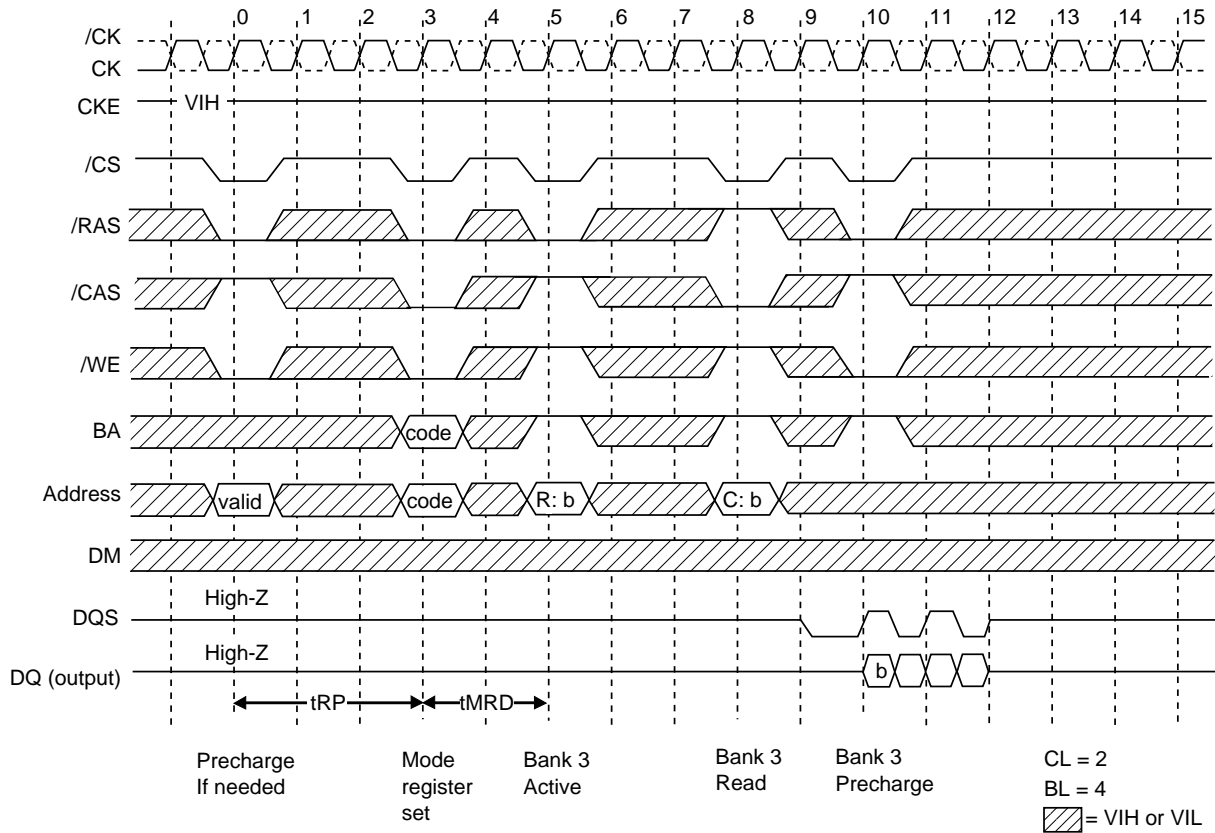 0 1 2 3 4 5 6 7 8 9 10 11 12 13 14 15
/CK
CK
CKE
VIH
/CS
/RAS
/CAS
/WE
BA
code
Address
valid
code
R: b
C: b
DM
High-Z
DQS
High-Z
DQ (output)
b
tRP
tMRD
Precharge
If needed
Mode
register
set
Bank 3
Active
Bank 3
Read
Bank 3
Precharge
CL = 2
BL = 4
= VIH or VIL